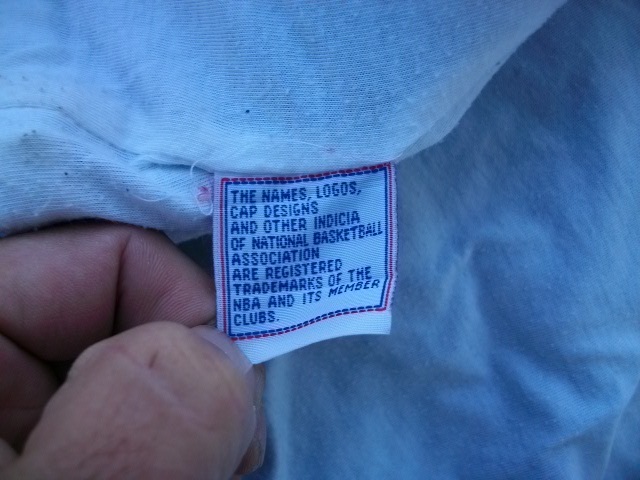 THE NAMES, LOGOS,
CAP DESIGNS
AND OTHER INDICIA
OF NATIONAL BASKETBALL
ASSOCIATION
ARE REGISTERED
TRADEMARKS OF THE
NBA AND ITS MEMBER
CLUBS.